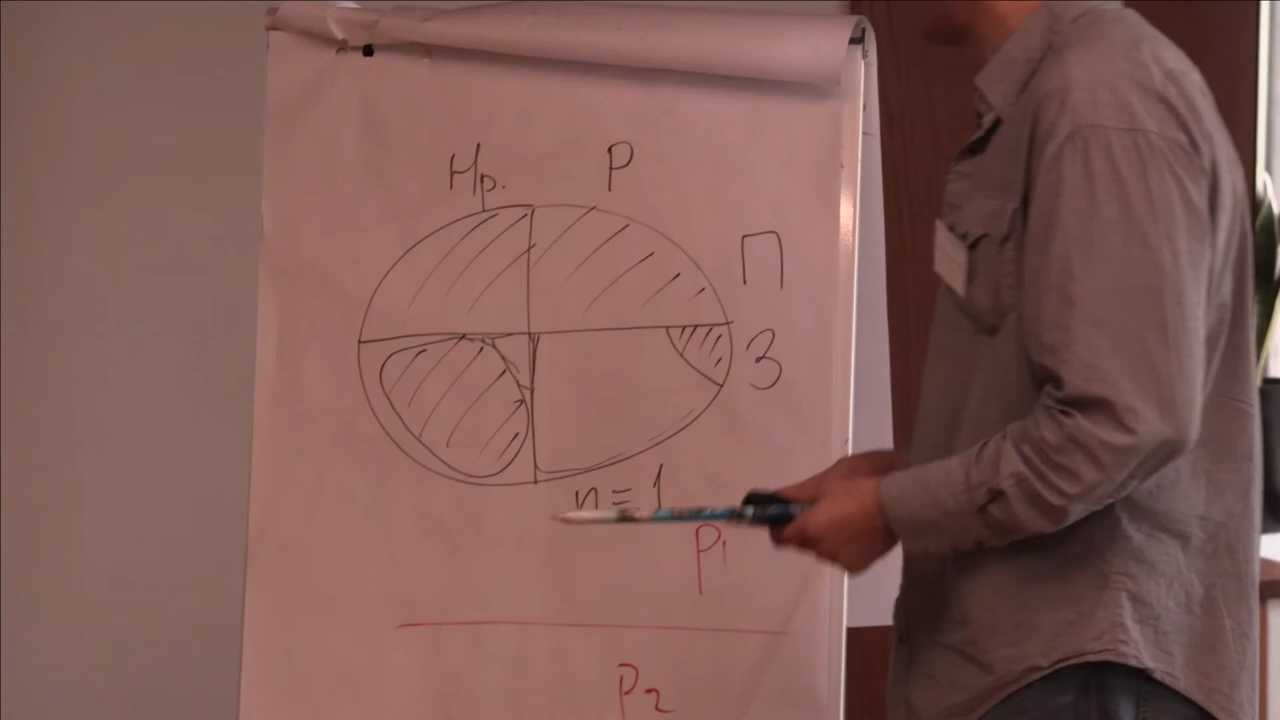 Нр. Р
П
З
n = 1
P1
P2